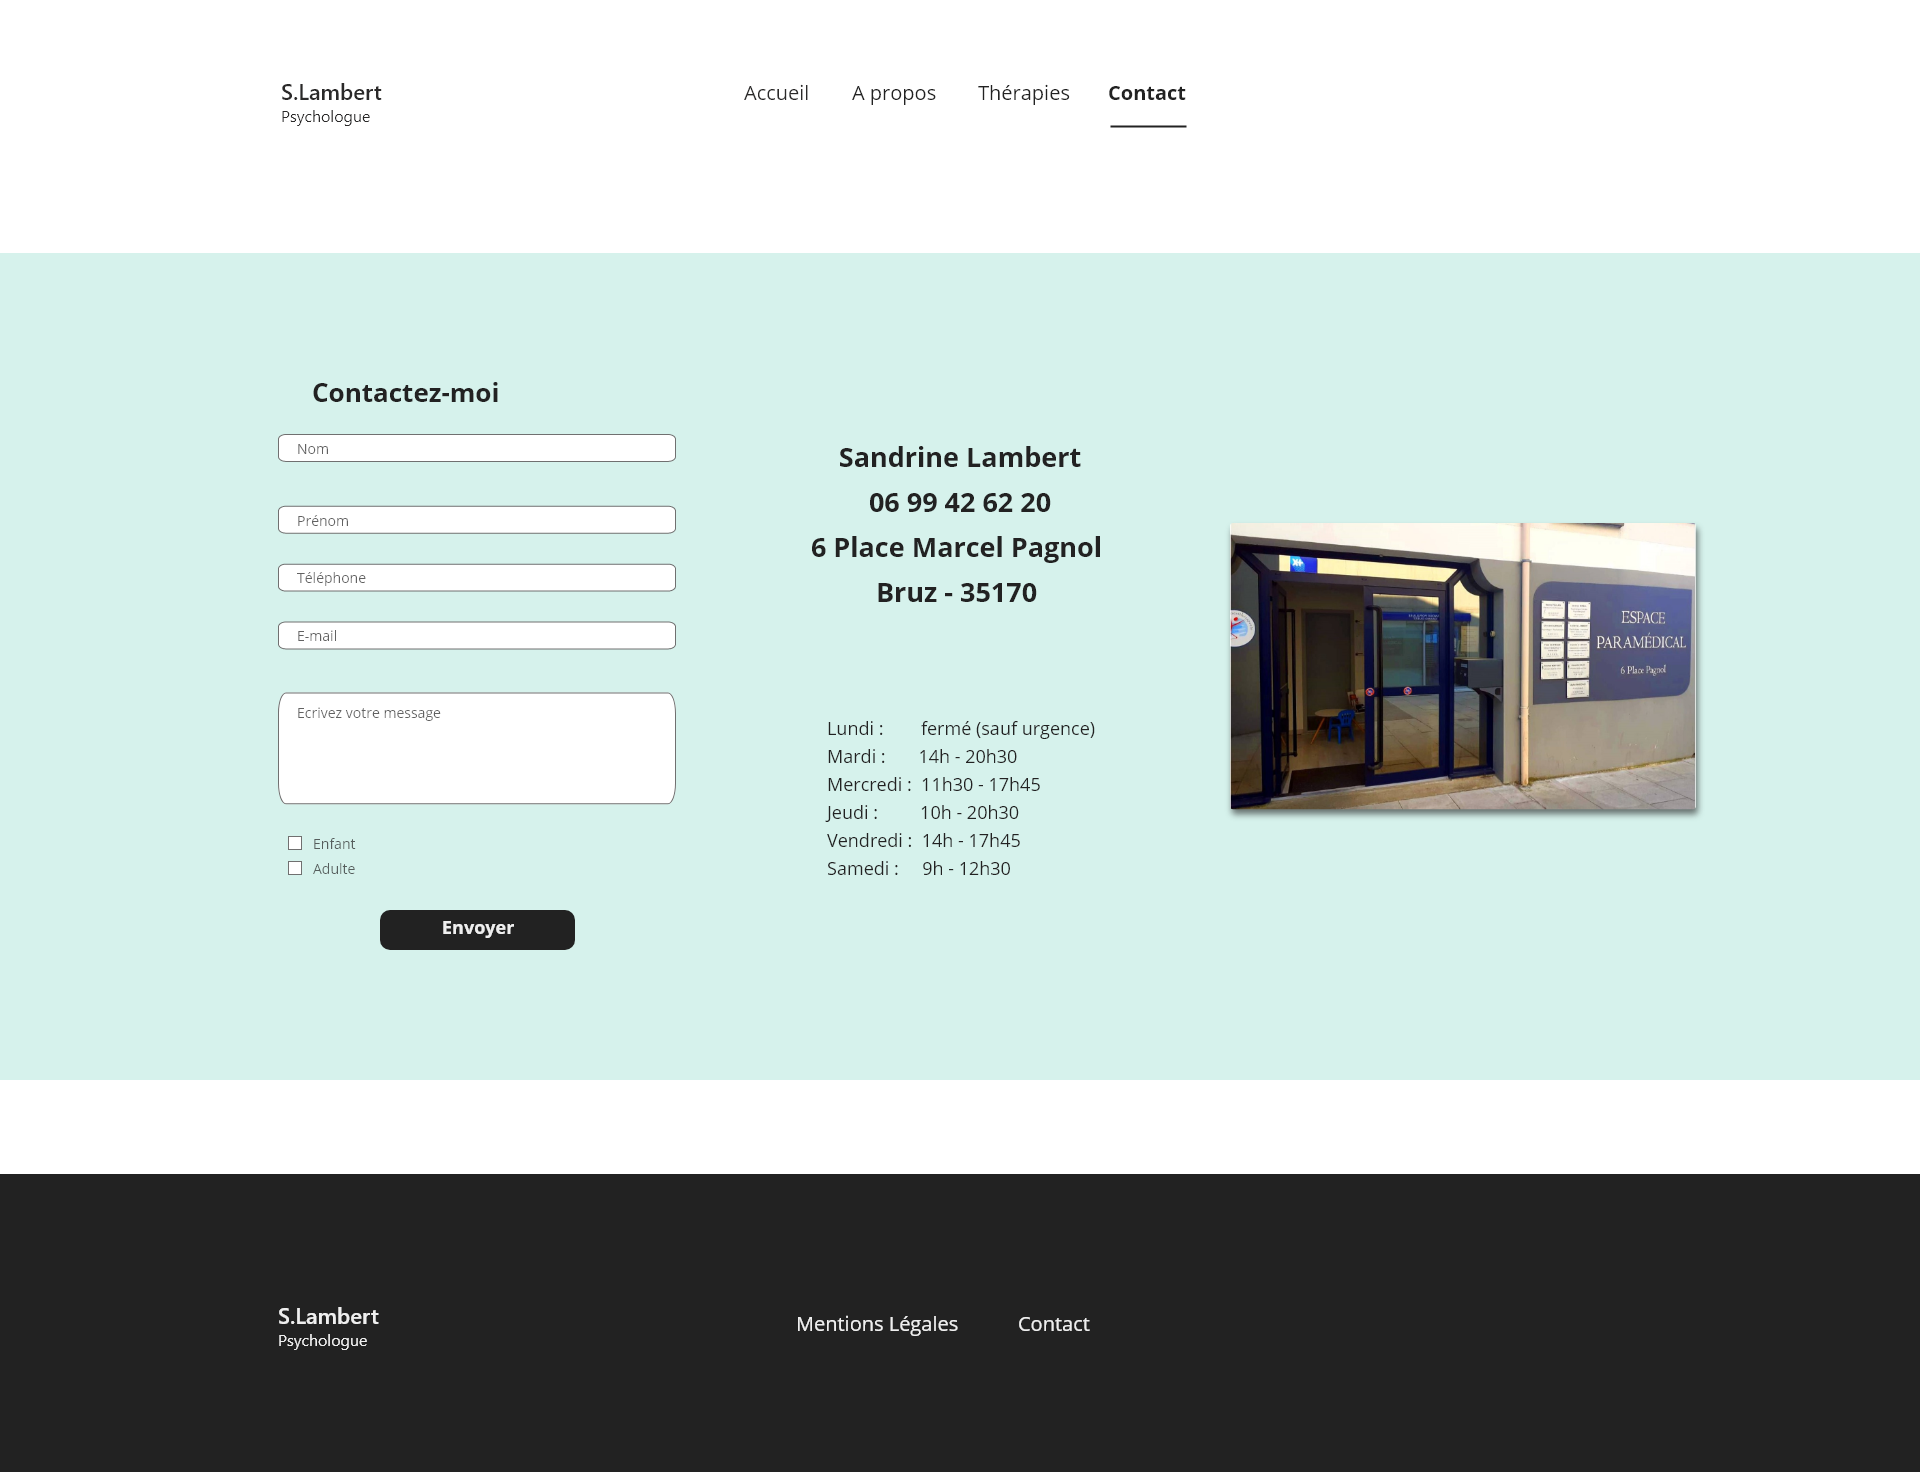 S.Lambert
Psychologue
Accueil
A propos
Thérapies
Contact
Contactez-moi
Nom
Prénom
Téléphone
E-mail
Ecrivez votre message
Enfant
Adulte
Envoyer
Sandrine Lambert
06 99 42 62 20
6 Place Marcel Pagnol
Bruz - 35170
Lundi : fermé (sauf urgence)
Mardi : 14h - 20h30
Mercredi : 11h30 - 17h45
Jeudi : 10h - 20h30
Vendredi : 14h - 17h45
Samedi : 9h - 12h30
ESPACE
PARAMÉDICAL
6 Place Pagnol
S.Lambert
Psychologue
Mentions Légales
Contact